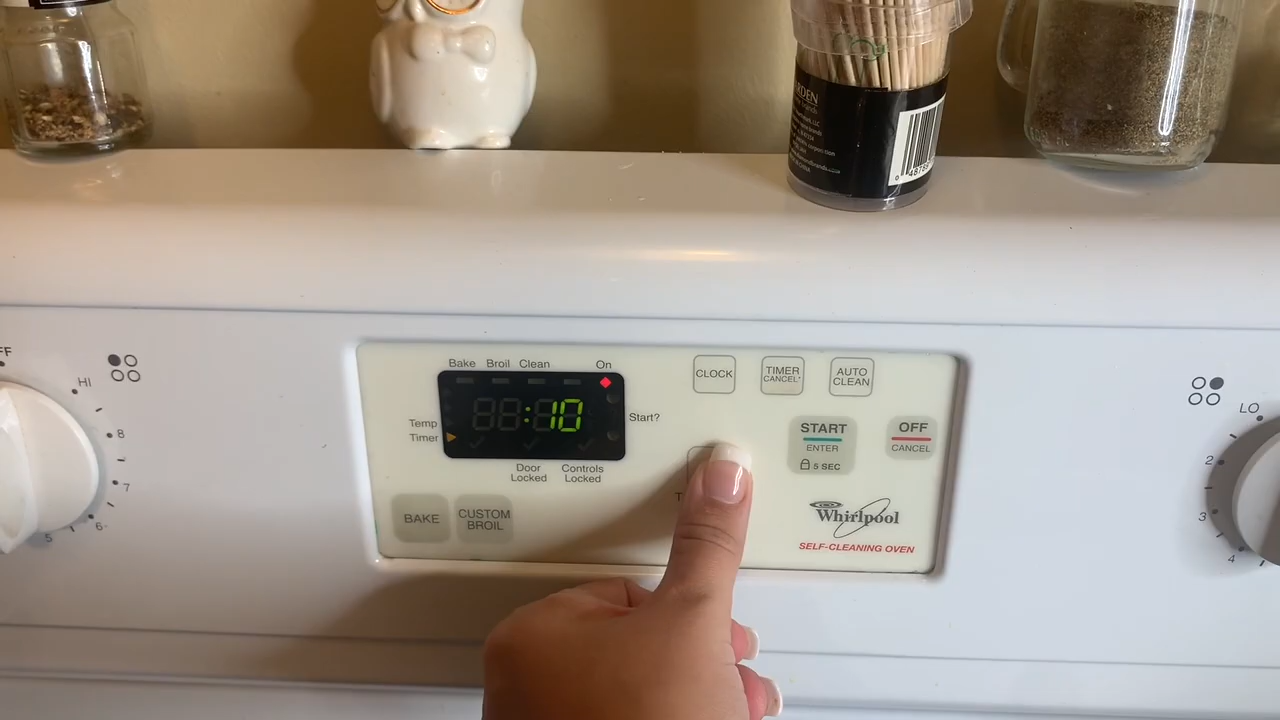 RDEN
FF
HI
8
7
6
5
Bake Broil Clean On
:10
Temp
Timer
Start?
Door
Locked
Controls
Locked
BAKE
CUSTOM
BROIL
CLOCK
TIMER
CANCEL*
AUTO
CLEAN
START
ENTER
5 SEC
OFF
CANCEL
T
Whirlpool
SELF-CLEANING OVEN
LO
2
3
4